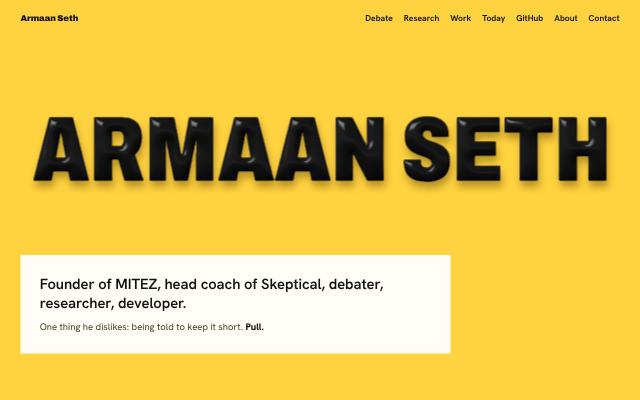 Armaan Seth
Debate Research Work Today GitHub About Contact
ARMAAN SETH
Founder of MITEZ, head coach of Skeptical, debater,
researcher, developer.
One thing he dislikes: being told to keep it short. Pull.